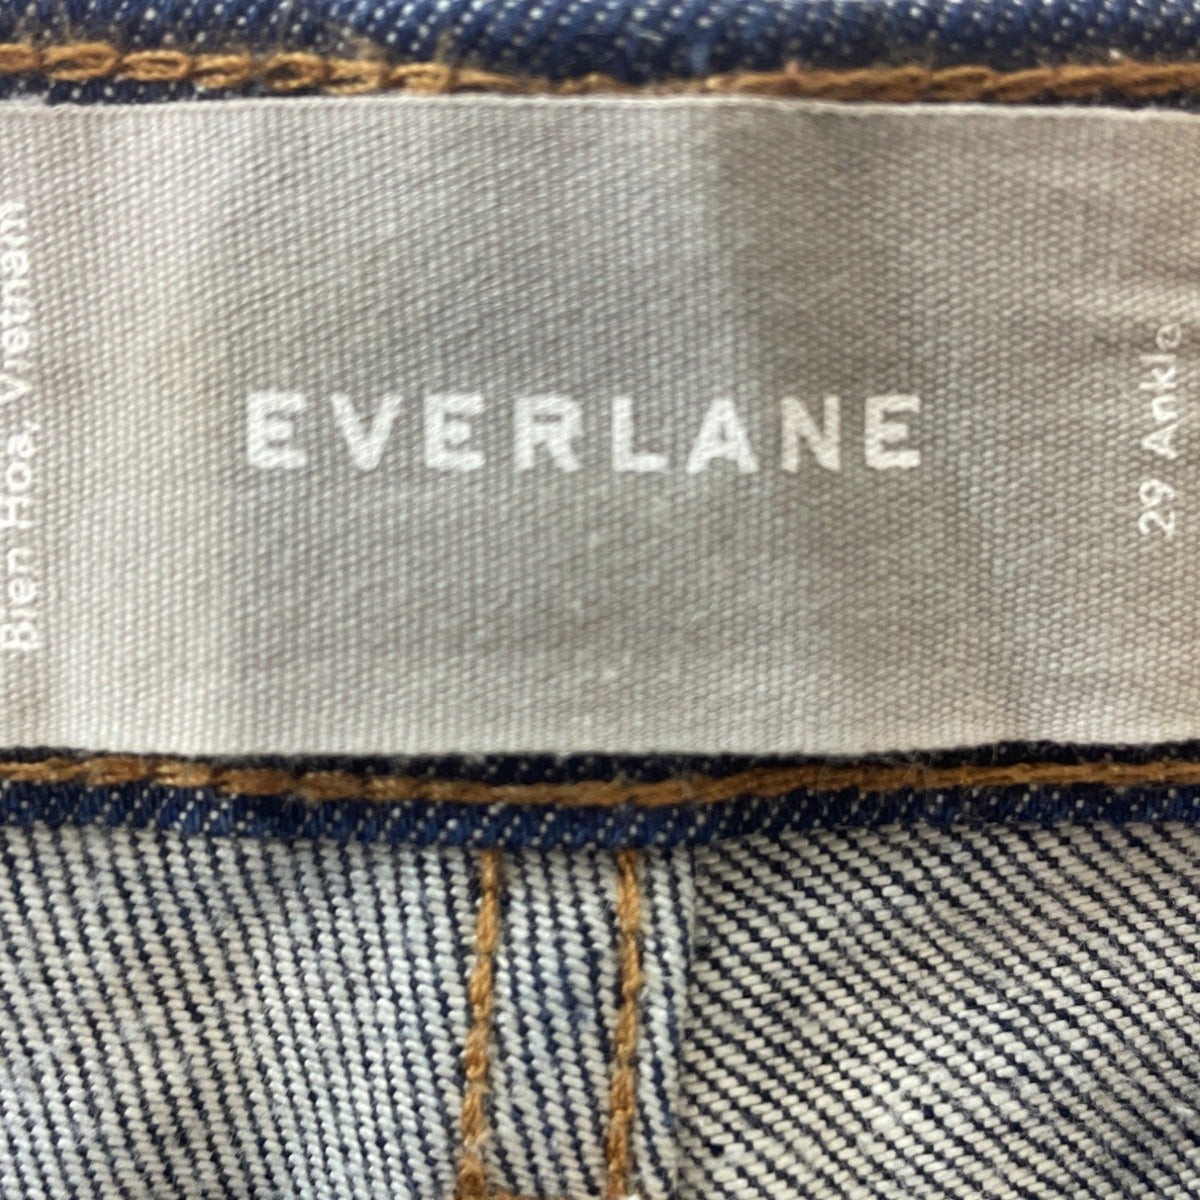 Bien Hoa, Vietnam
EVERLANE
29 Ankle